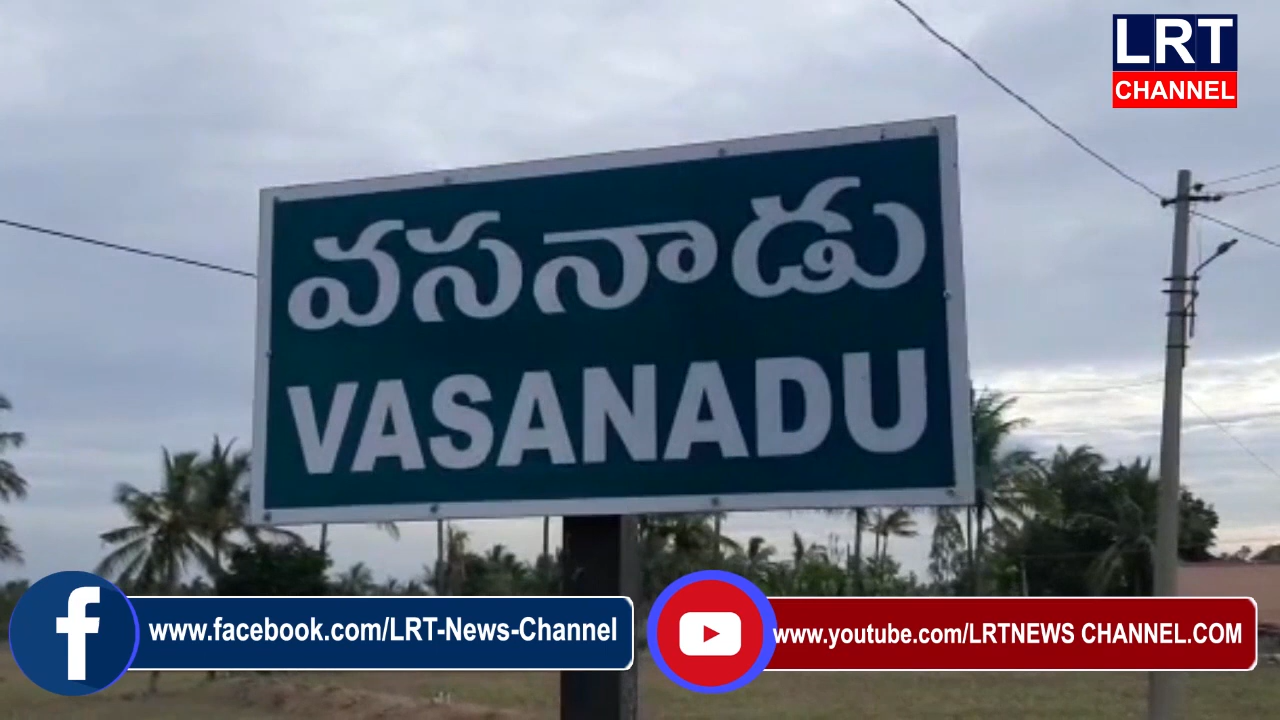 LRT
CHANNEL
వసనాడు
VASANADU
www.facebook.com/LRT-News-Channel
www.youtube.com/LRTNEWS CHANNEL.COM